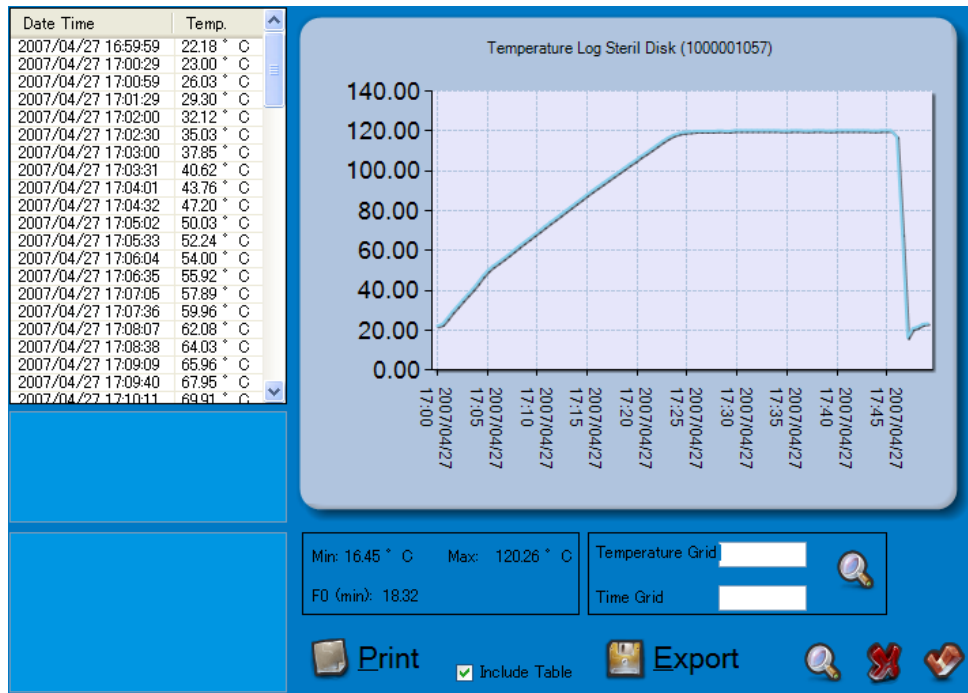 Date Time Temp.
2007/04/27 16:59:59 22.18 ° C
2007/04/27 17:00:29 23.00 ° C
2007/04/27 17:00:59 26.03 ° C
2007/04/27 17:01:29 29.30 ° C
2007/04/27 17:02:00 32.12 ° C
2007/04/27 17:02:30 35.03 ° C
2007/04/27 17:03:00 37.85 ° C
2007/04/27 17:03:31 40.62 ° C
2007/04/27 17:04:01 43.76 ° C
2007/04/27 17:04:32 47.20 ° C
2007/04/27 17:05:02 50.03 ° C
2007/04/27 17:05:33 52.24 ° C
2007/04/27 17:06:04 54.00 ° C
2007/04/27 17:06:35 55.92 ° C
2007/04/27 17:07:05 57.89 ° C
2007/04/27 17:07:36 59.96 ° C
2007/04/27 17:08:07 62.08 ° C
2007/04/27 17:08:38 64.03 ° C
2007/04/27 17:09:09 65.96 ° C
2007/04/27 17:09:40 67.95 ° C
2007/04/27 17:10:11 69.91 ° C
Temperature Log Steril Disk (1000001057)
140.00
120.00
100.00
80.00
60.00
40.00
20.00
0.00
2007/04/27
17:00
2007/04/27
17:05
2007/04/27
17:10
2007/04/27
17:15
2007/04/27
17:20
2007/04/27
17:25
2007/04/27
17:30
2007/04/27
17:35
2007/04/27
17:40
2007/04/27
17:45
Min: 16.45 ° C Max: 120.26 ° C
F0 (min): 18.32
Temperature Grid
Time Grid
Print
Include Table
Export